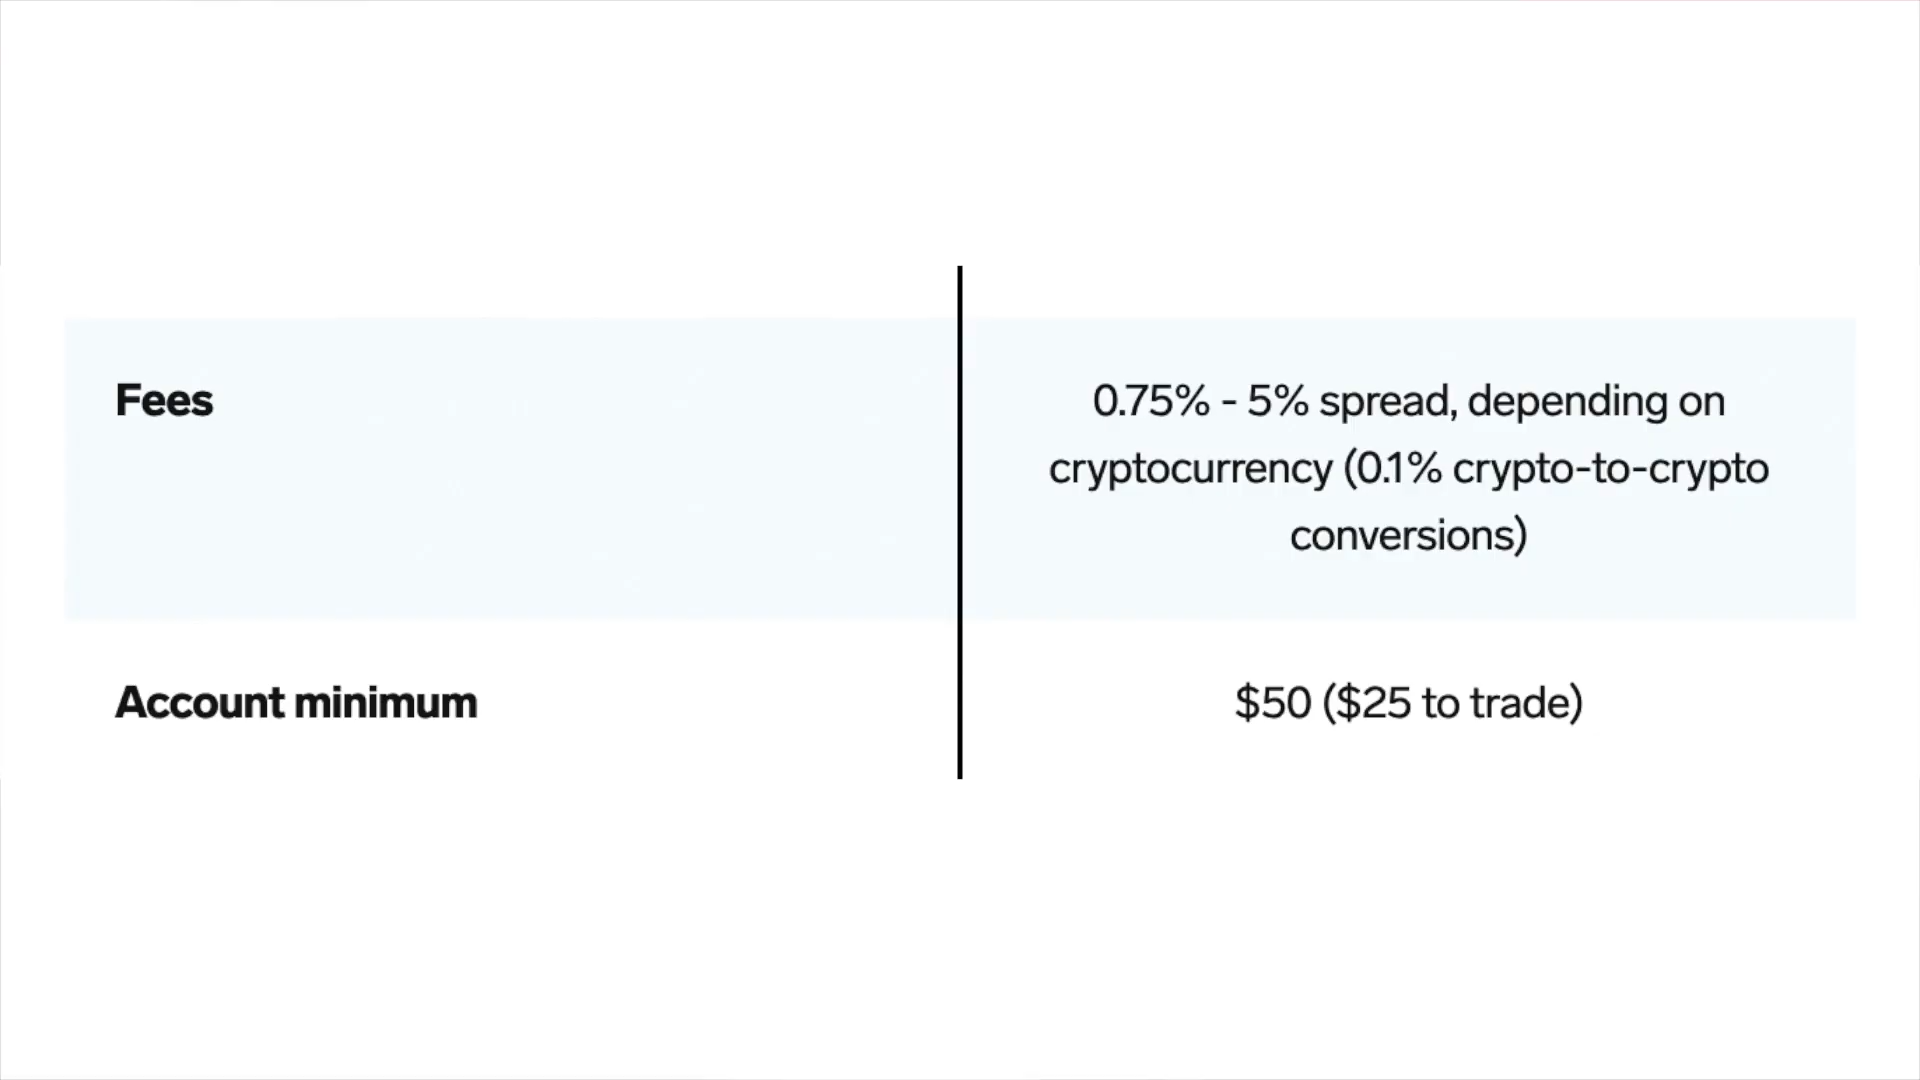 Fees
0.75% - 5% spread, depending on
cryptocurrency (0.1% crypto-to-crypto
conversions)
Account minimum
$50 ($25 to trade)